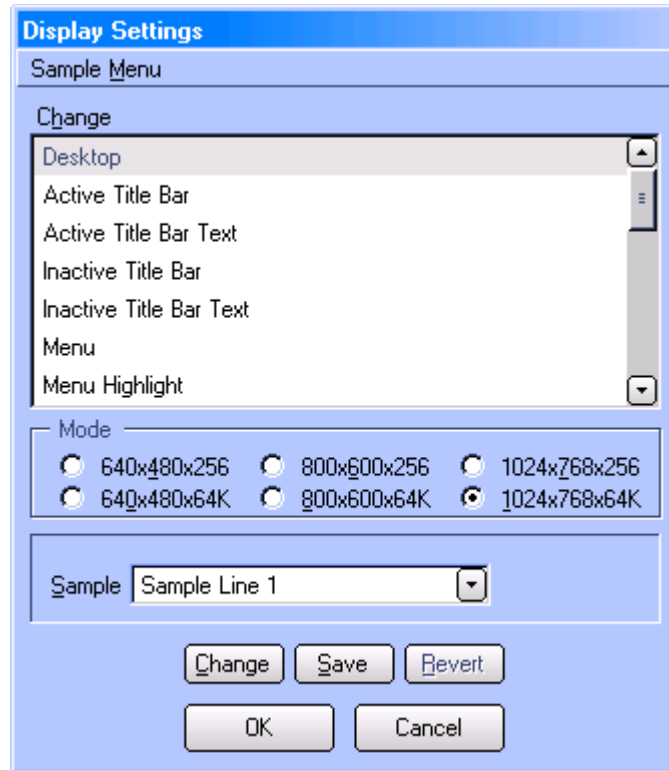 Display Settings
Sample Menu
Change
Desktop
Active Title Bar
Active Title Bar Text
Inactive Title Bar
Inactive Title Bar Text
Menu
Menu Highlight
Mode
640x480x256 800x600x256 1024x768x256
640x480x64K 800x600x64K 1024x768x64K
Sample Sample Line 1
Change Save Revert
OK Cancel